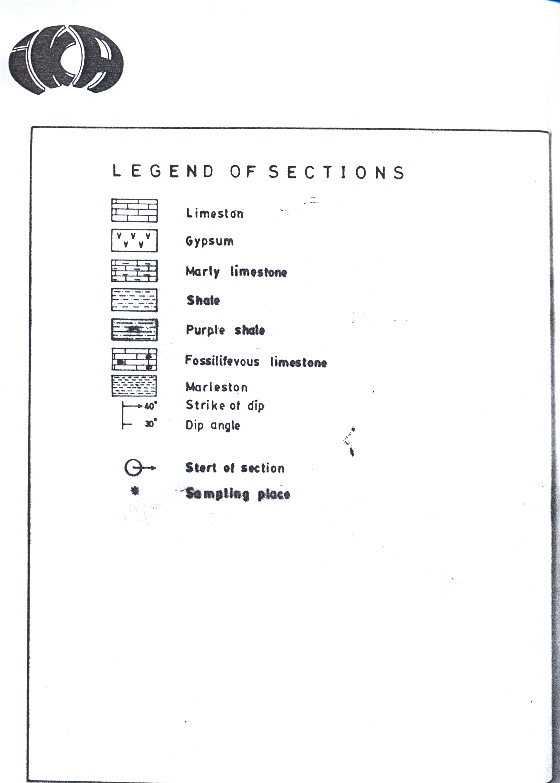 LEGEND OF SECTIONS
Limeston
Gypsum
Marly limestone
Shale
Purple shale
Fossilifevous limestone
Marleston
40° Strike of dip
30° Dip angle
Start of section
Sampling place